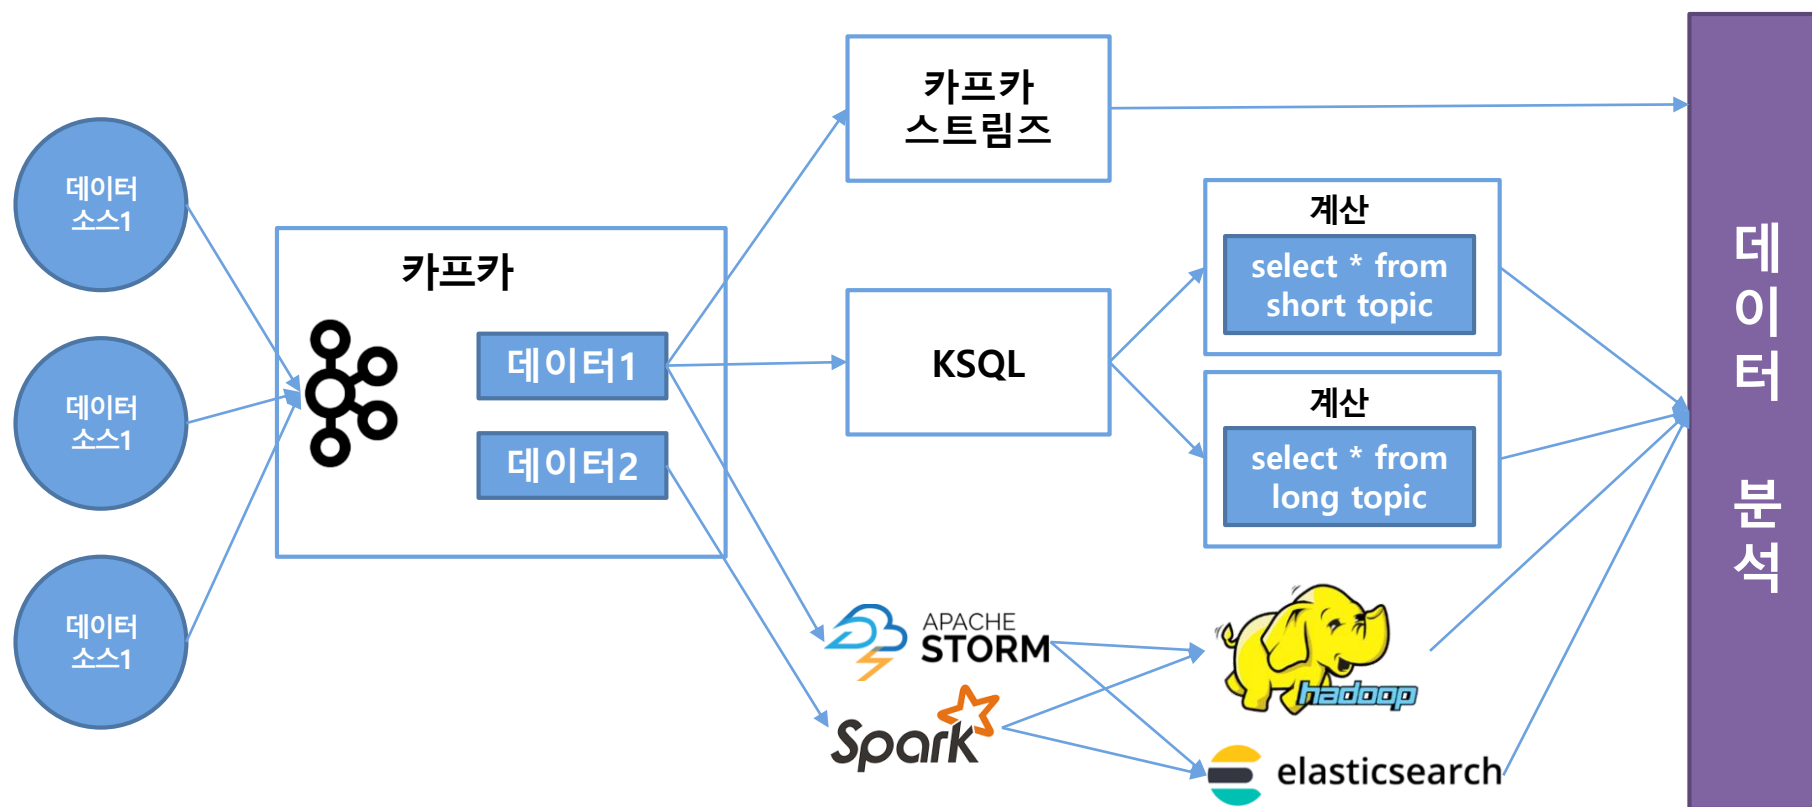 데이터
소스1
데이터
소스1
데이터
소스1
카프카
데이터1
데이터2
카프카
스트림즈
KSQL
계산
select * from
short topic
계산
select * from
long topic
APACHE
STORM
Spark
hadoop
elasticsearch
데
이
터
분
석